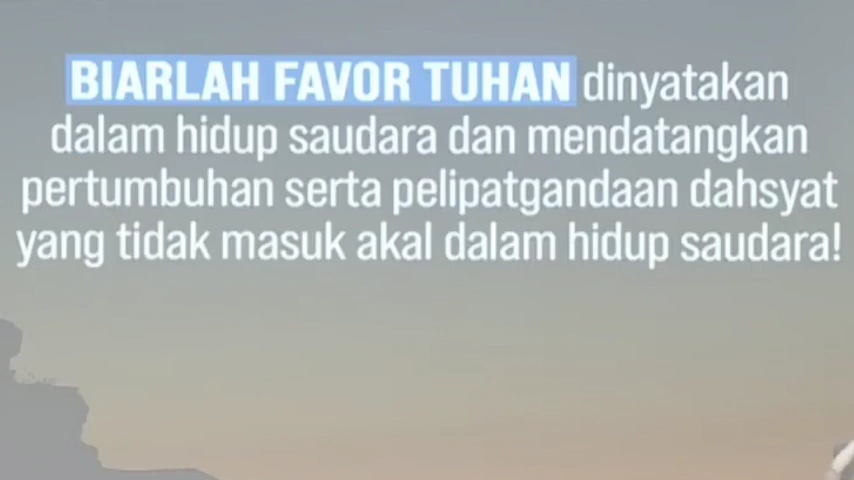 BIARLAH FAVOR TUHAN dinyatakan
dalam hidup saudara dan mendatangkan
pertumbuhan serta pelipatgandaan dahsyat
yang tidak masuk akal dalam hidup saudara!